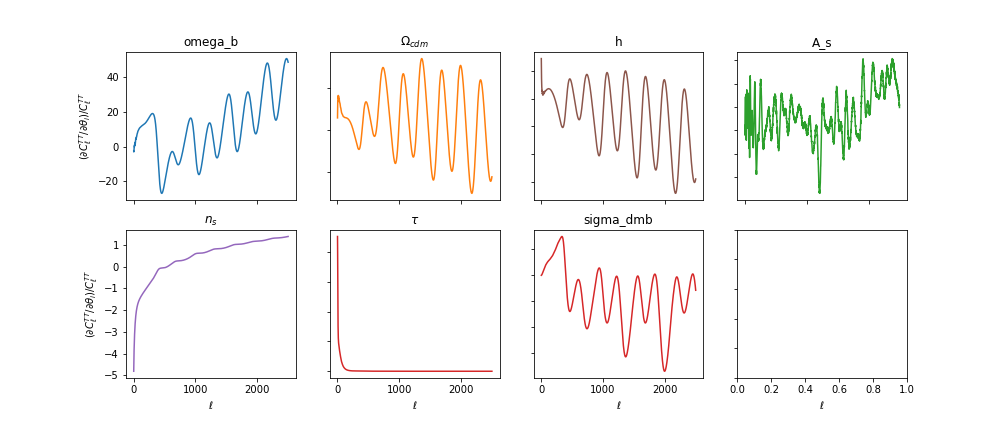 omega_b
Ω_{cdm}
h
A_s
(∂C_ℓ^{TT}/∂θ_i)/C_ℓ^{TT}
40
20
0
−20
n_s
τ
sigma_dmb
(∂C_ℓ^{TT}/∂θ_i)/C_ℓ^{TT}
1
0
−1
−2
−3
−4
−5
0 1000 2000
0 1000 2000
0 1000 2000
0.0 0.2 0.4 0.6 0.8 1.0
ℓ
ℓ
ℓ
ℓ